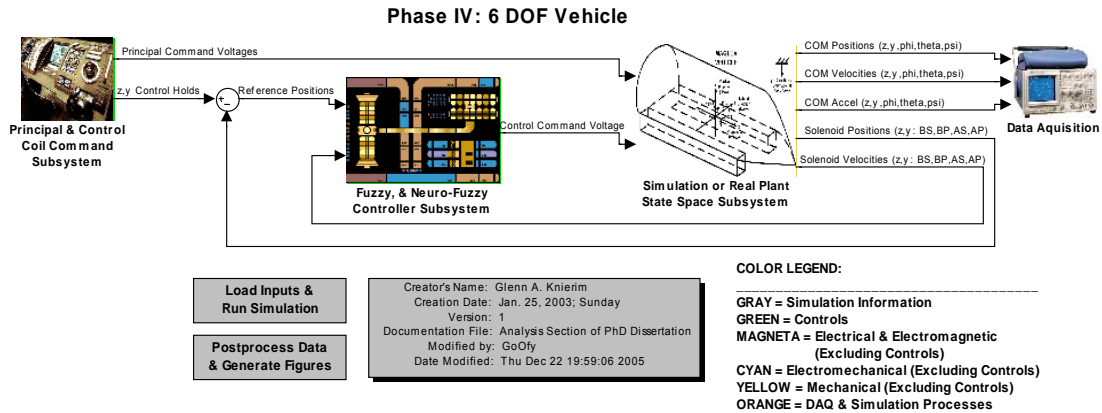 Phase IV: 6 DOF Vehicle
Principal Command Voltages
z,y Control Holds
Reference Positions
+
−
Control Command Voltage
MAGLEV
VEHICLE
COM Positions (z,y,phi,theta,psi)
COM Velocities (z,y,phi,theta,psi)
COM Accel (z,y,phi,theta,psi)
Solenoid Positions (z,y: BS,BP,AS,AP)
Solenoid Velocities (z,y: BS,BP,AS,AP)
Principal & Control
Coil Command
Subsystem
Fuzzy, & Neuro-Fuzzy
Controller Subsystem
Simulation or Real Plant
State Space Subsystem
Data Aquisition
Load Inputs &
Run Simulation
Postprocess Data
& Generate Figures
Creator's Name: Glenn A. Knierim
Creation Date: Jan. 25, 2003; Sunday
Version: 1
Documentation File: Analysis Section of PhD Dissertation
Modified by: GoOfy
Date Modified: Thu Dec 22 19:59:06 2005
COLOR LEGEND:
GRAY = Simulation Information
GREEN = Controls
MAGNETA = Electrical & Electromagnetic
(Excluding Controls)
CYAN = Electromechanical (Excluding Controls)
YELLOW = Mechanical (Excluding Controls)
ORANGE = DAQ & Simulation Processes